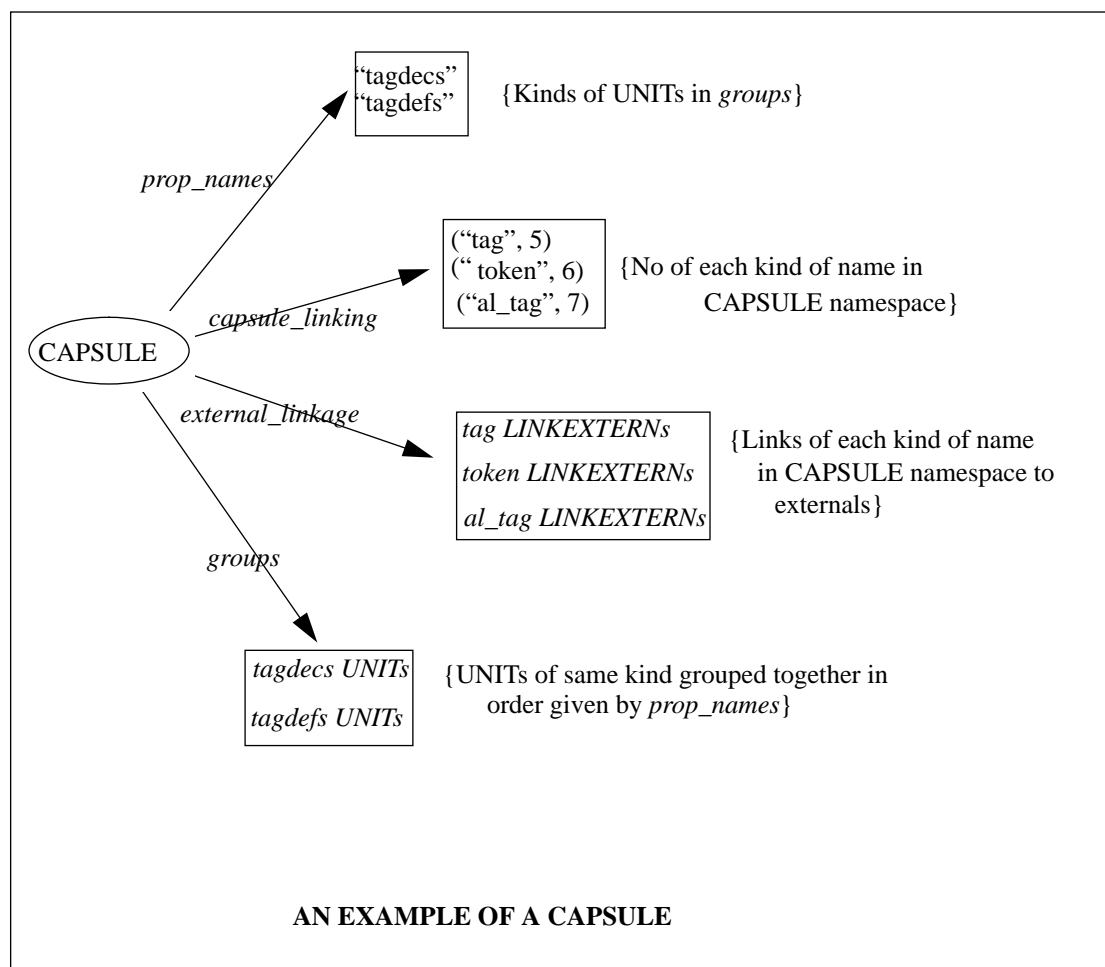 “tagdecs”
“tagdefs”
{Kinds of UNITs in groups}
prop_names
(“tag”, 5)
(“ token”, 6)
(“al_tag”, 7)
{No of each kind of name in
CAPSULE namespace}
capsule_linking
CAPSULE
external_linkage
tag LINKEXTERNs
token LINKEXTERNs
al_tag LINKEXTERNs
{Links of each kind of name
in CAPSULE namespace to
externals}
groups
tagdecs UNITs
tagdefs UNITs
{UNITs of same kind grouped together in
order given by prop_names}
AN EXAMPLE OF A CAPSULE